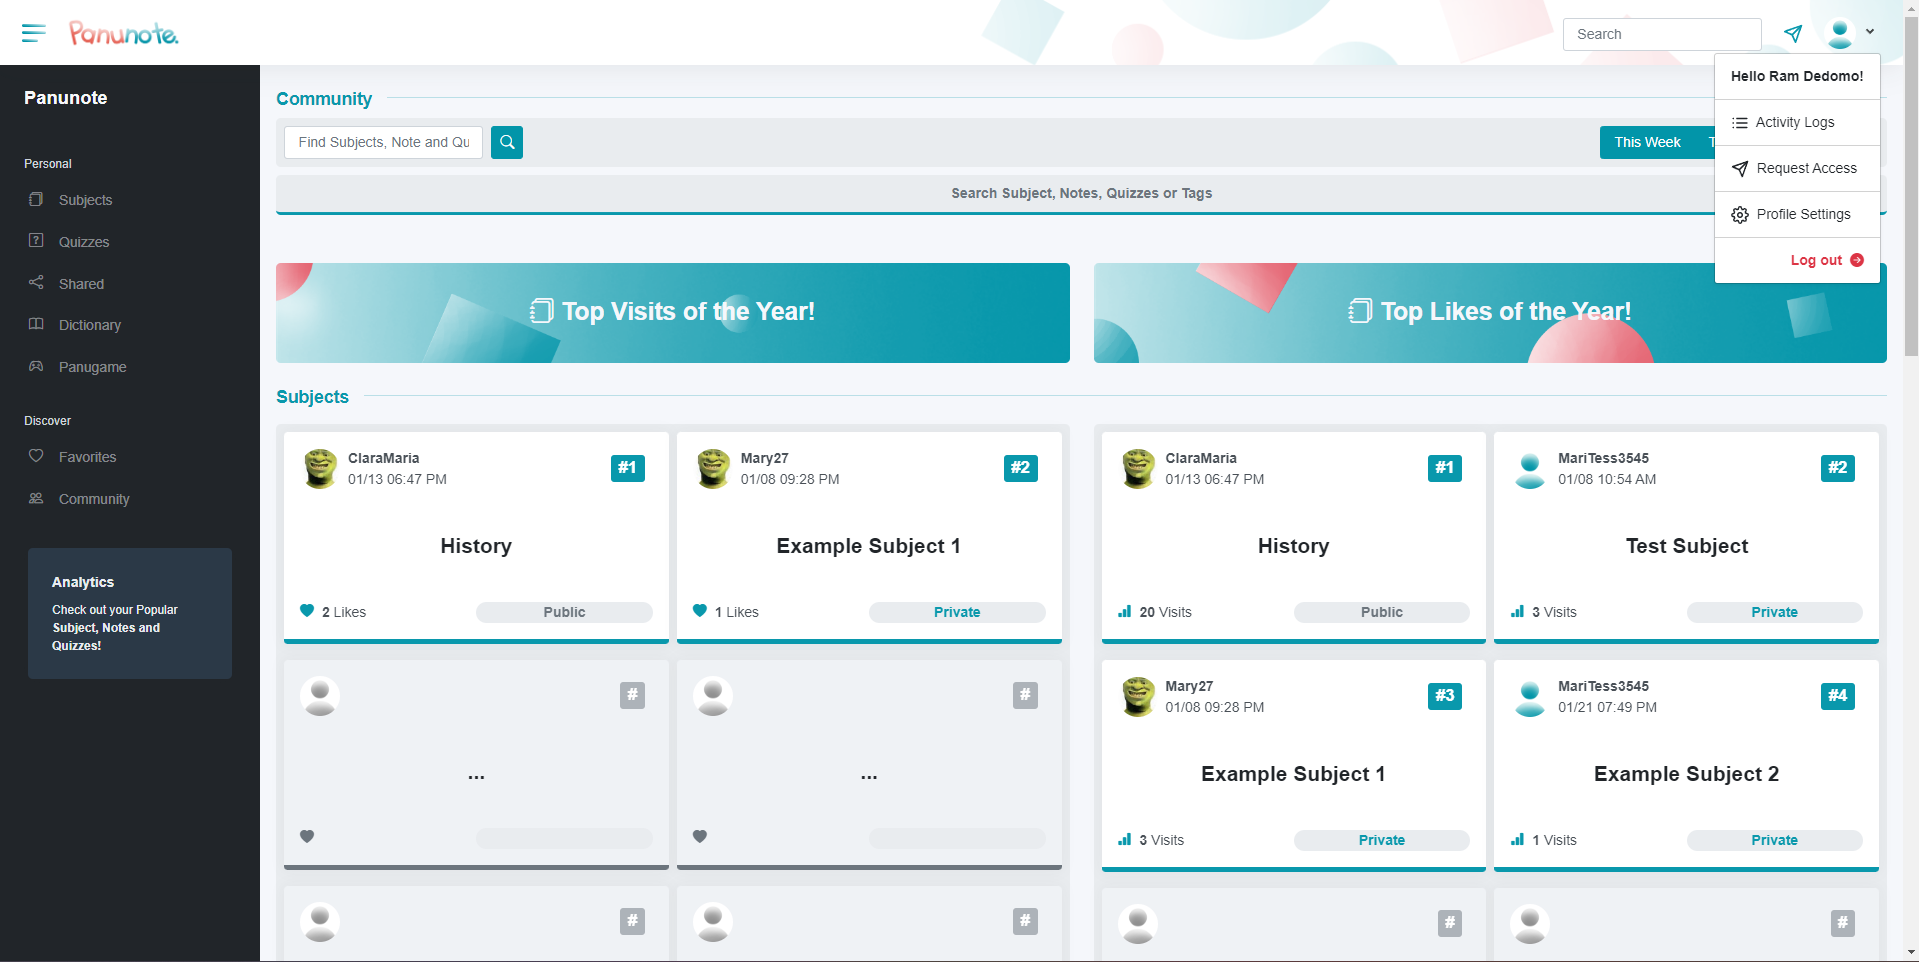 Panunote.
Search
Hello Ram Dedomo!
Activity Logs
Request Access
Profile Settings
Log out
Panunote
Personal
Subjects
Quizzes
Shared
Dictionary
Panugame
Discover
Favorites
Community
Analytics
Check out your Popular
Subject, Notes and
Quizzes!
Community
Find Subjects, Note and Qu
This Week
Search Subject, Notes, Quizzes or Tags
Top Visits of the Year!
Top Likes of the Year!
Subjects
ClaraMaria
01/13 06:47 PM
#1
History
2 Likes
Public
Mary27
01/08 09:28 PM
#2
Example Subject 1
1 Likes
Private
ClaraMaria
01/13 06:47 PM
#1
History
20 Visits
Public
MariTess3545
01/08 10:54 AM
#2
Test Subject
3 Visits
Private
#
...
#
...
Mary27
01/08 09:28 PM
#3
Example Subject 1
3 Visits
Private
MariTess3545
01/21 07:49 PM
#4
Example Subject 2
1 Visits
Private
#
#
#
#